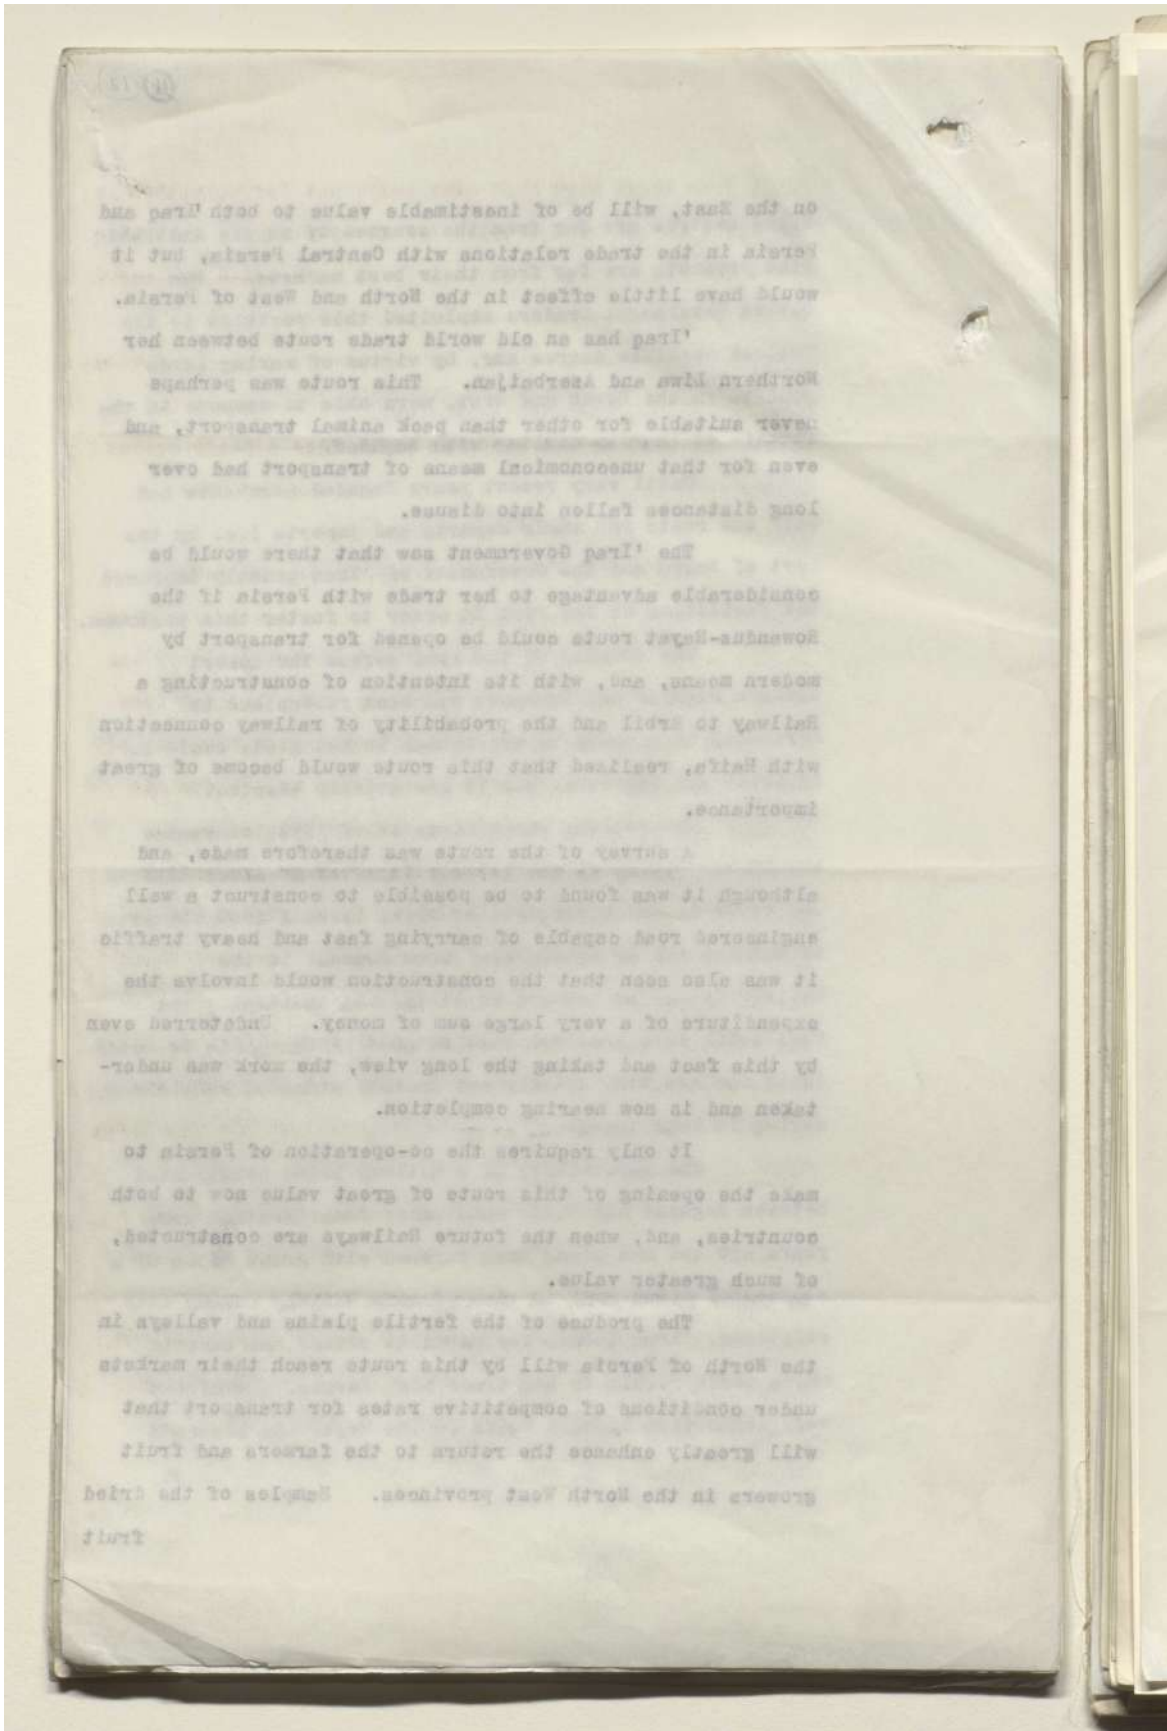 on the East, will be of inestimable value to both 'Iraq and
Persia in the trade relations with Central Persia, but it
would have little effect in the North and West of Persia.
'Iraq has an old world trade route between her
Northern Liwa and Azerbaijan. This route was perhaps
never suitable for other than pack animal transport, and
even for that uneconomical means of transport had over
long distances fallen into disuse.
The 'Iraq Government saw that there would be
considerable advantage to her trade with Persia if the
Rowanduz-Hayat route could be opened for transport by
modern means, and, with its intention of constructing a
Railway to Erbil and the probability of railway connection
with Haifa, realised that this route would become of great
importance.
A survey of the route was therefore made, and
although it was found to be possible to construct a well
engineered road capable of carrying fast and heavy traffic
it was also seen that the construction would involve the
expenditure of a very large sum of money. Undeterred even
by this fact and taking the long view, the work was under-
taken and is now nearing completion.
It only requires the co-operation of Persia to
make the opening of this route of great value now to both
countries, and, when the future Railways are constructed,
of much greater value.
The produce of the fertile plains and valleys in
the North of Persia will by this route reach their markets
under conditions of competitive rates for transport that
will greatly enhance the return to the farmers and fruit
growers in the North West provinces. Samples of the dried
fruit